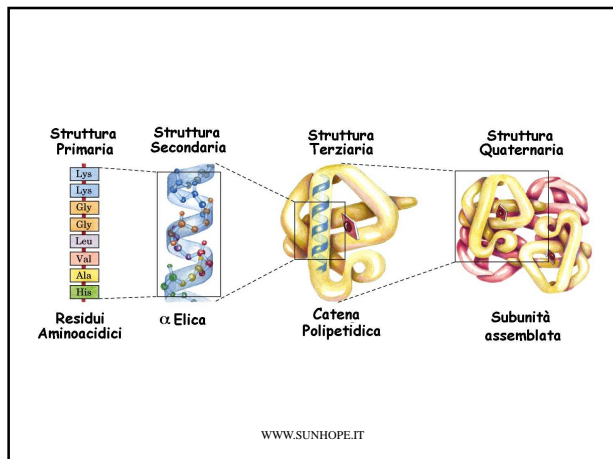 Struttura
Primaria
Lys
Lys
Gly
Gly
Leu
Val
Ala
His
Residui
Aminoacidici
Struttura
Secondaria
α Elica
Struttura
Terziaria
Catena
Polipetidica
Struttura
Quaternaria
Subunità
assemblata
WWW.SUNHOPE.IT